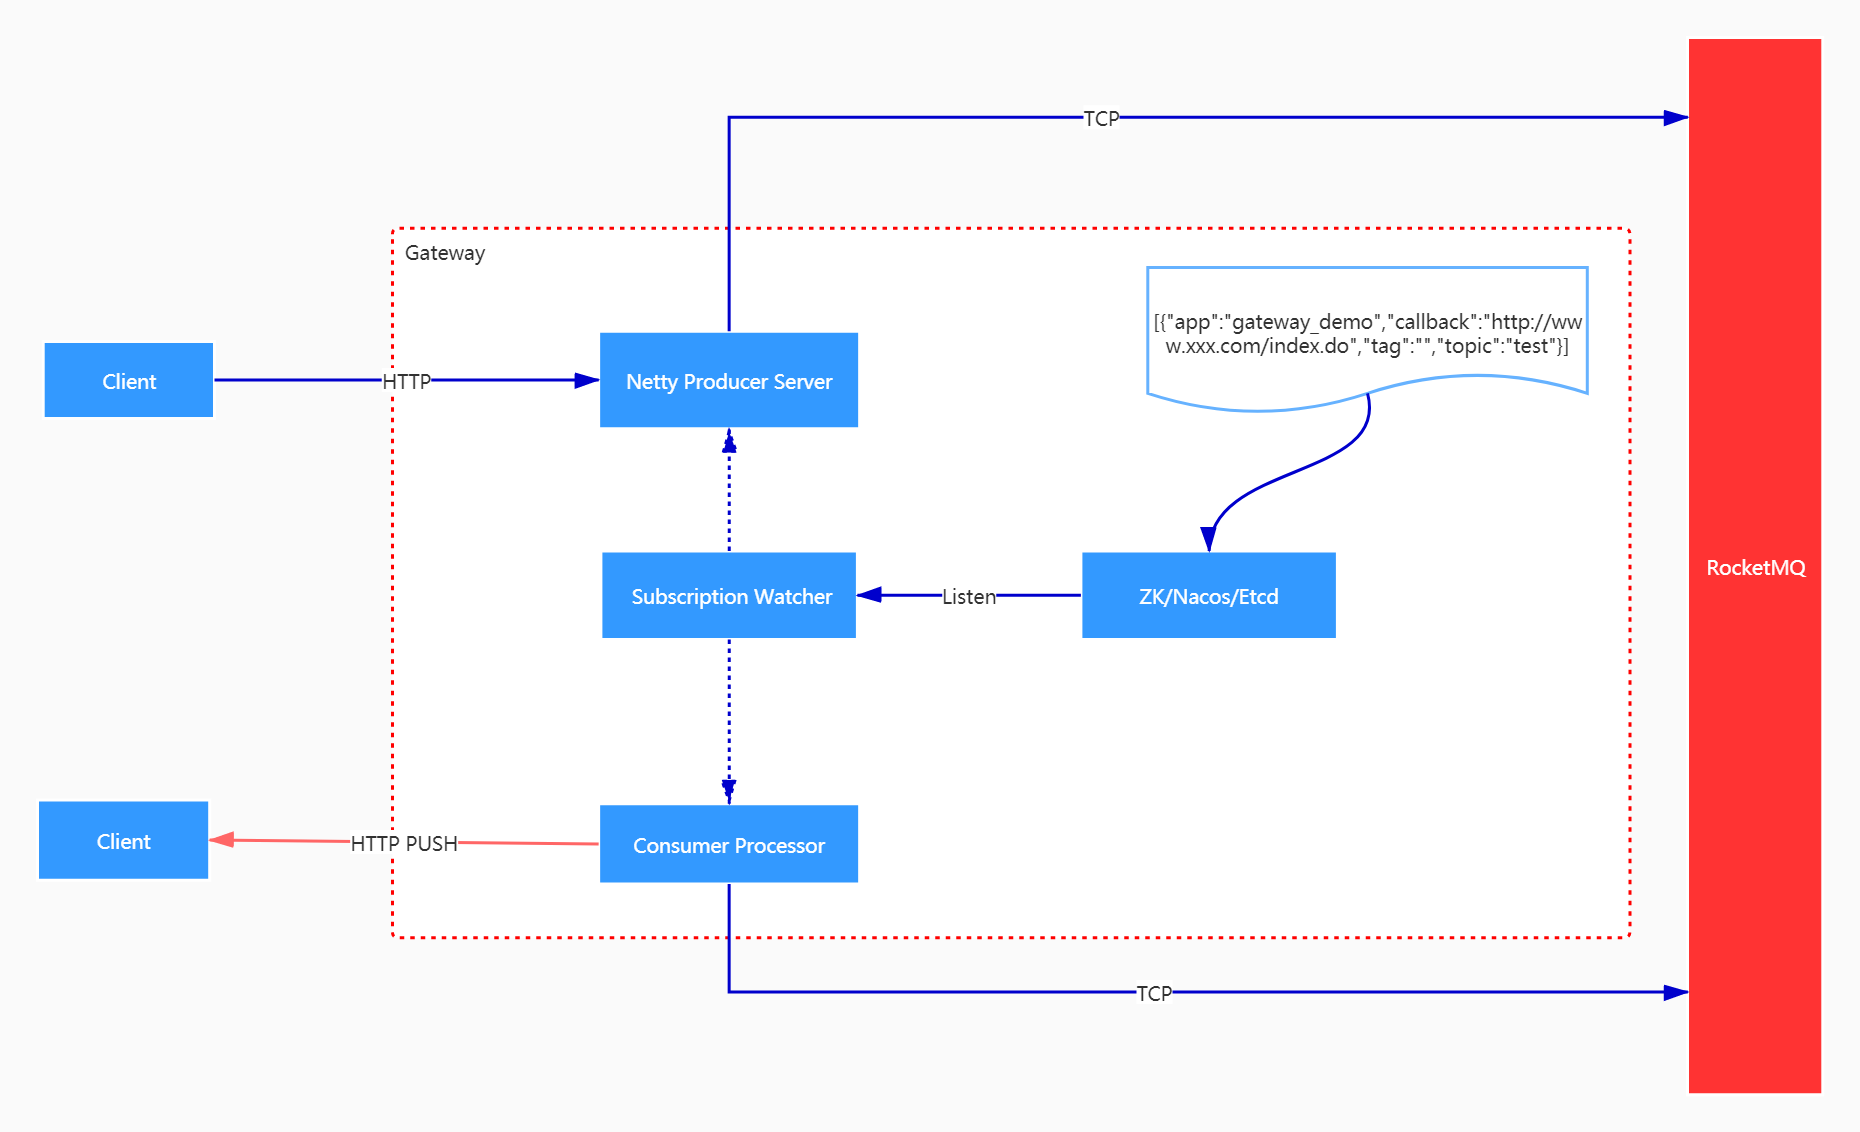 TCP
Gateway
[{"app":"gateway_demo","callback":"http://ww
w.xxx.com/index.do","tag":"","topic":"test"}]
Client
HTTP
Netty Producer Server
RocketMQ
Subscription Watcher
Listen
ZK/Nacos/Etcd
Client
HTTP PUSH
Consumer Processor
TCP